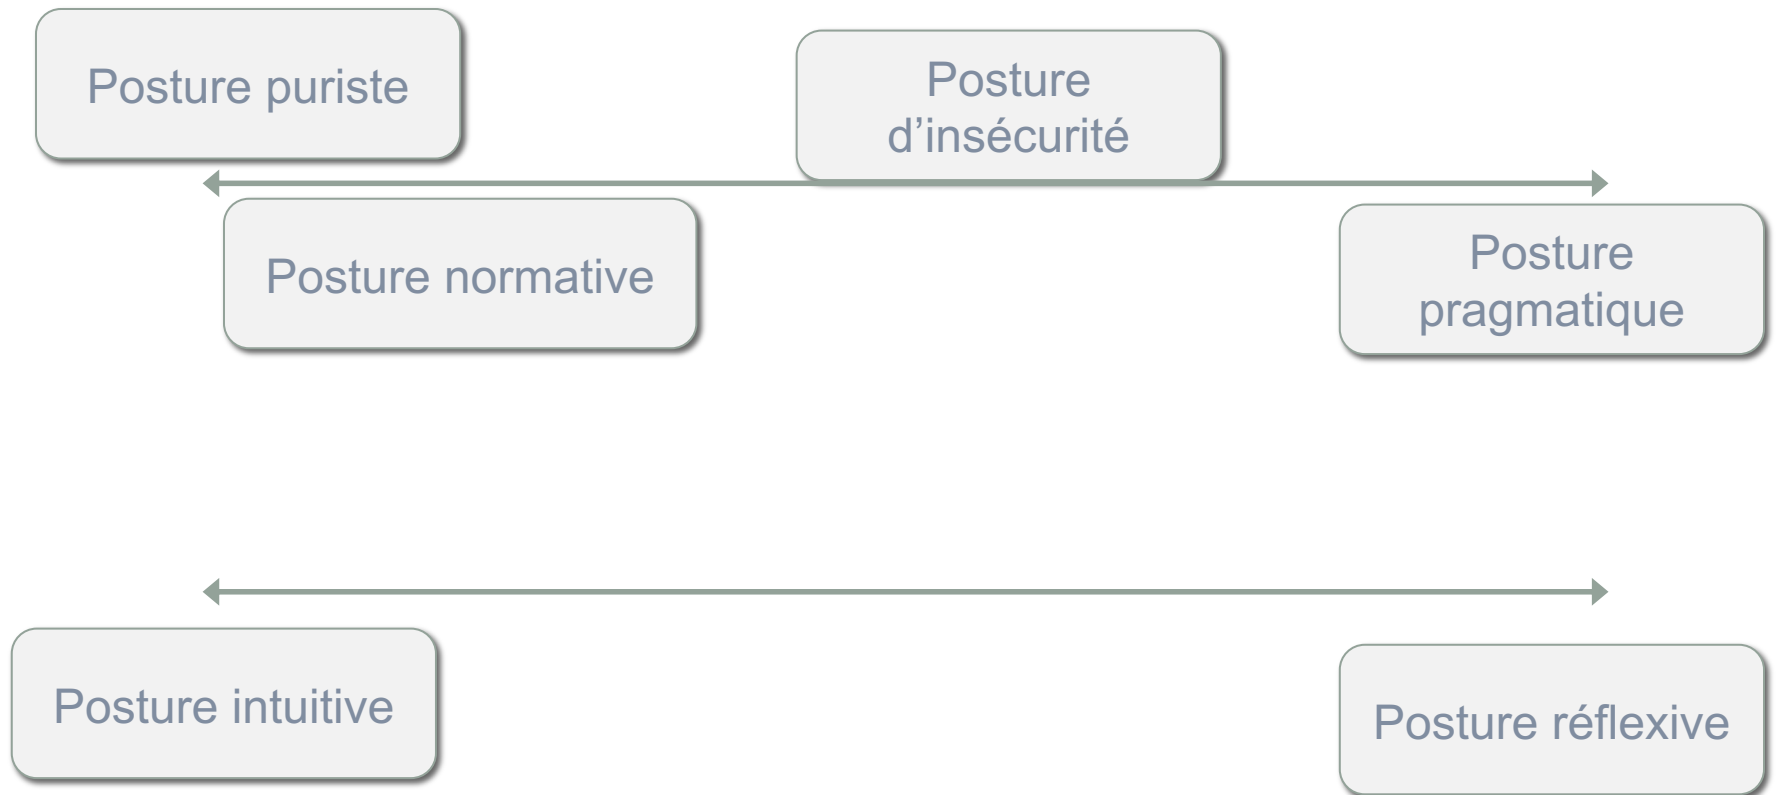 Posture puriste
Posture
d’insécurité
Posture normative
Posture
pragmatique
Posture intuitive
Posture réflexive